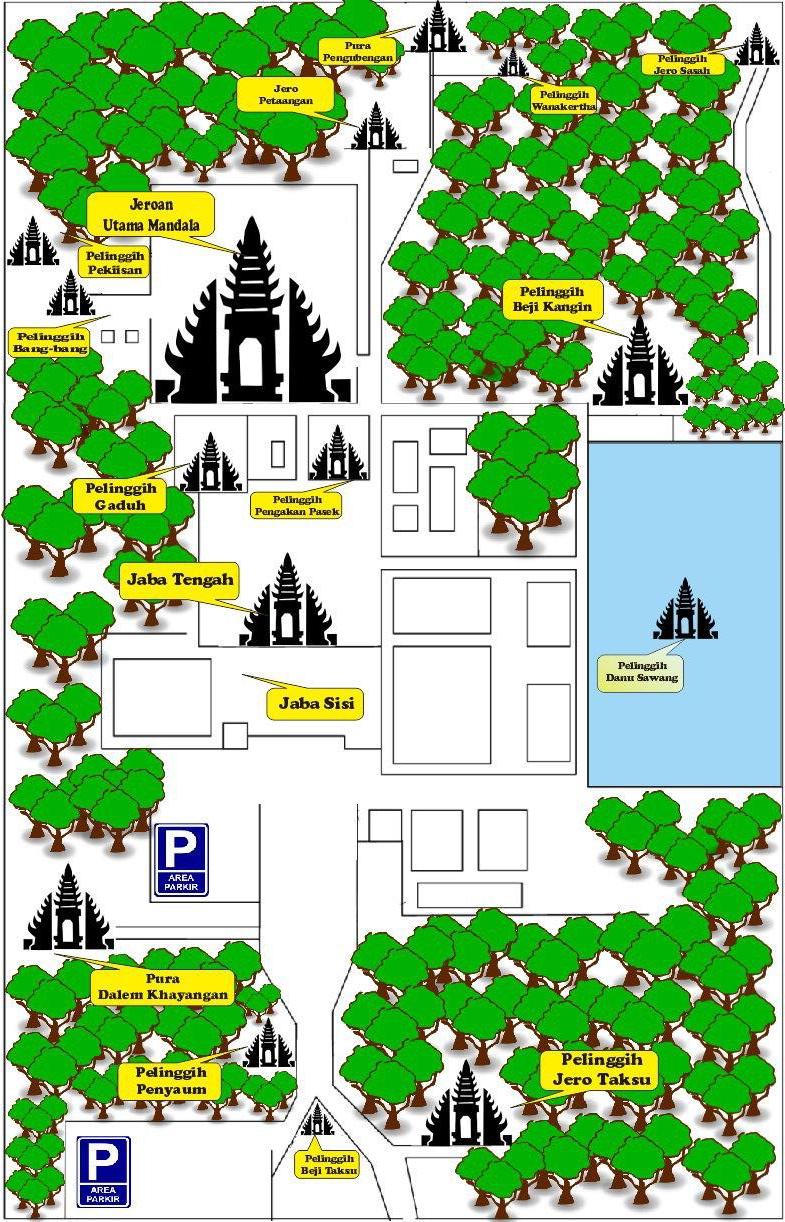 Pura
Pengubengan
Pelinggih
Jero Sasah
Jero
Petaangan
Pelinggih
Wanakertha
Jeroan
Utama Mandala
Pelinggih
Pekiisan
Pelinggih
Beji Kangin
Pelinggih
Bang-bang
Pelinggih
Gaduh
Pelinggih
Pengakan Pasek
Jaba Tengah
Pelinggih
Danu Sawang
Jaba Sisi
P
AREA
PARKIR
Pura
Dalem Khayangan
Pelinggih
Penyaum
Pelinggih
Jero Taksu
Pelinggih
Beji Taksu
P
AREA
PARKIR